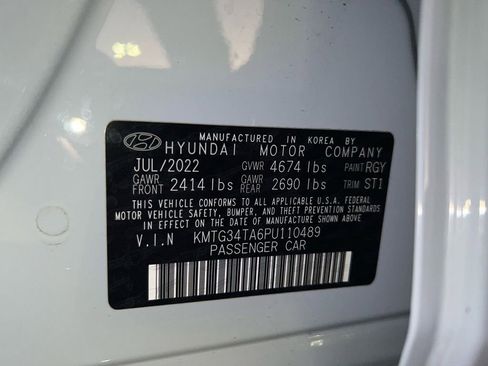 MANUFACTURED IN KOREA BY
HYUNDAI MOTOR COMPANY
JUL/2022 GVWR 4674 lbs PAINT RGY
GAWR FRONT 2414 lbs GAWR REAR 2690 lbs TRIM ST1
THIS VEHICLE CONFORMS TO ALL APPLICABLE U.S.A. FEDERAL
MOTOR VEHICLE SAFETY, BUMPER, AND THEFT PREVENTION
STANDARDS IN EFFECT ON THE DATE OF MANUFACTURE SHOWN ABOVE.
V.I.N KMTG34TA6PU110489
PASSENGER CAR